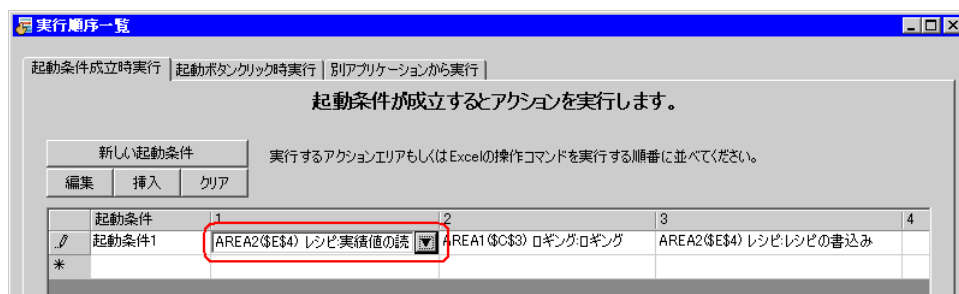 実行順序一覧
起動条件成立時実行 起動ボタンクリック時実行 別アプリケーションから実行
起動条件が成立するとアクションを実行します。
新しい起動条件
実行するアクションエリアもしくはExcelの操作コマンドを実行する順番に並べてください。
編集 挿入 クリア
起動条件 1 2 3 4
起動条件1 AREA2($E$4) レシピ:実績値の読 AREA1($C$3) ロギング:ロギング AREA2($E$4) レシピ:レシピの書込み
*